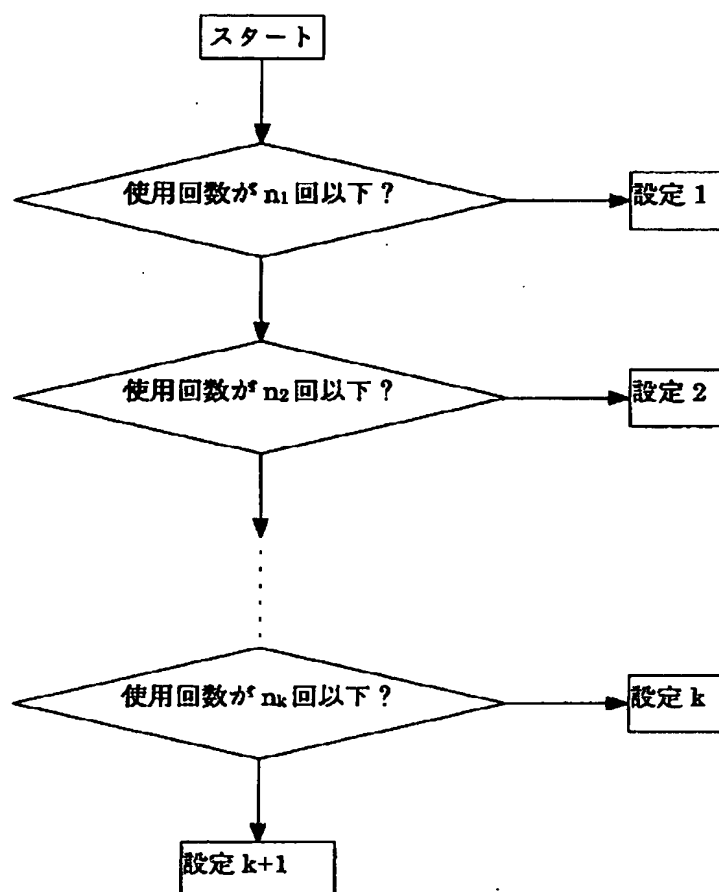 スタート
使用回数が n₁ 回以下？
設定 1
使用回数が n₂ 回以下？
設定 2
使用回数が nₖ 回以下？
設定 k
設定 k+1